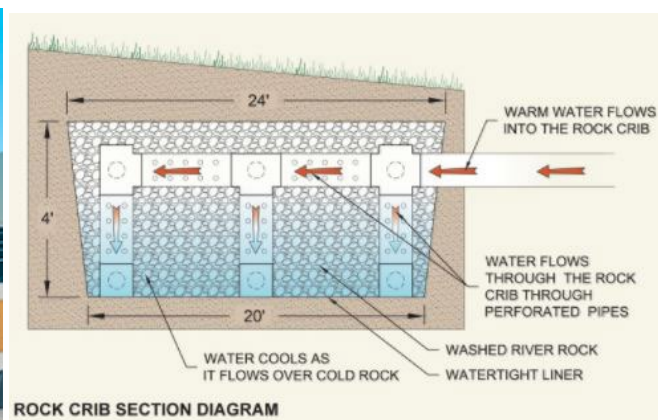 24'
WARM WATER FLOWS
INTO THE ROCK CRIB
4'
WATER FLOWS
THROUGH THE ROCK
CRIB THROUGH
PERFORATED PIPES
20'
WASHED RIVER ROCK
WATER COOLS AS
IT FLOWS OVER COLD ROCK
WATERTIGHT LINER
ROCK CRIB SECTION DIAGRAM